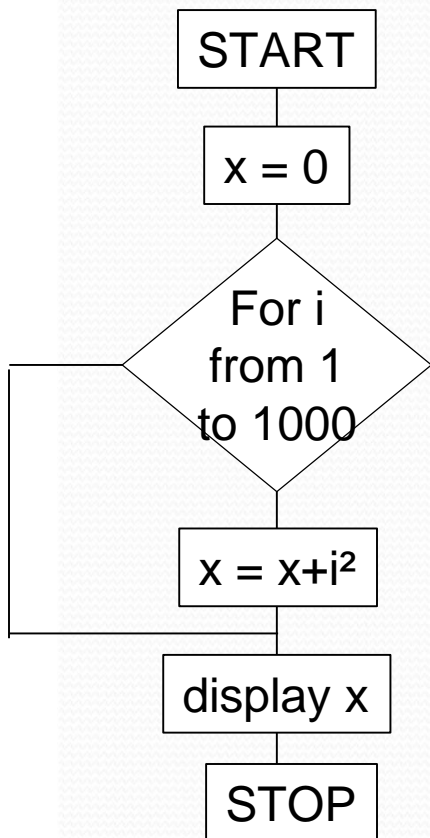 START
x = 0
For i
from 1
to 1000
x = x+i²
display x
STOP